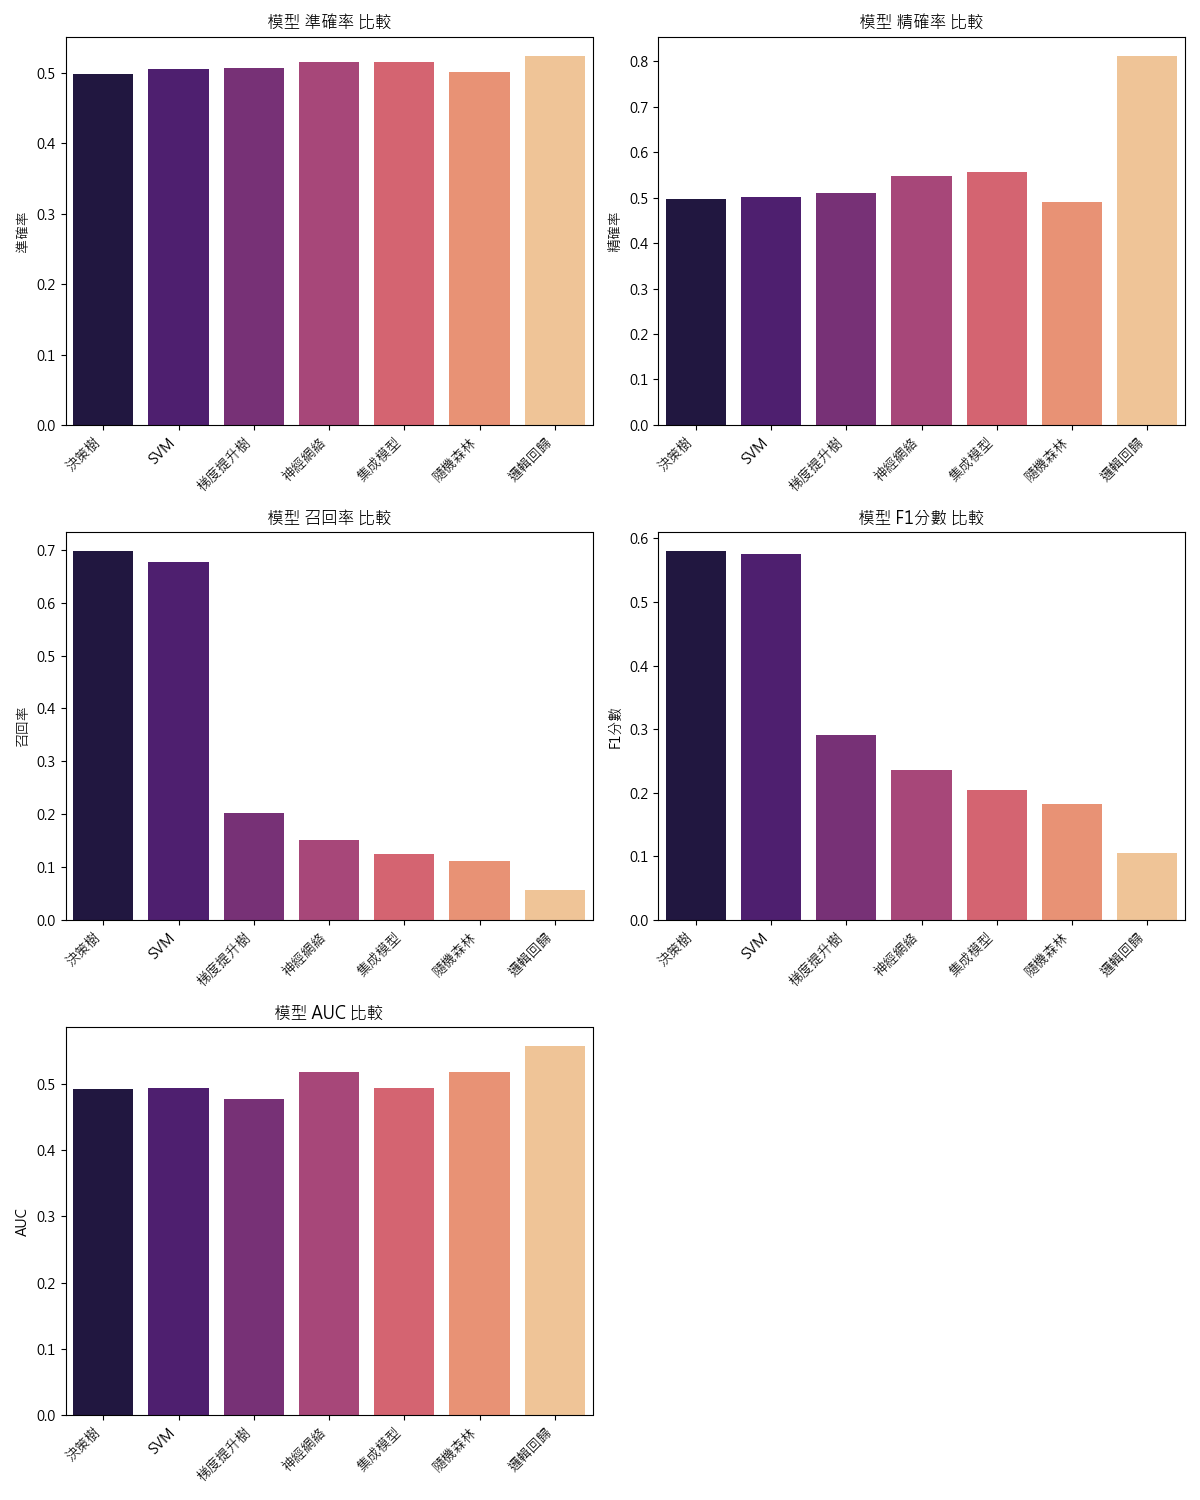 模型 準確率 比較
準確率
0.5
0.4
0.3
0.2
0.1
0.0
決策樹
SVM
梯度提升樹
神經網絡
集成模型
隨機森林
邏輯回歸
模型 精確率 比較
精確率
0.8
0.7
0.6
0.5
0.4
0.3
0.2
0.1
0.0
決策樹
SVM
梯度提升樹
神經網絡
集成模型
隨機森林
邏輯回歸
模型 召回率 比較
召回率
0.7
0.6
0.5
0.4
0.3
0.2
0.1
0.0
決策樹
SVM
梯度提升樹
神經網絡
集成模型
隨機森林
邏輯回歸
模型 F1分數 比較
F1分數
0.6
0.5
0.4
0.3
0.2
0.1
0.0
決策樹
SVM
梯度提升樹
神經網絡
集成模型
隨機森林
邏輯回歸
模型 AUC 比較
AUC
0.5
0.4
0.3
0.2
0.1
0.0
決策樹
SVM
梯度提升樹
神經網絡
集成模型
隨機森林
邏輯回歸